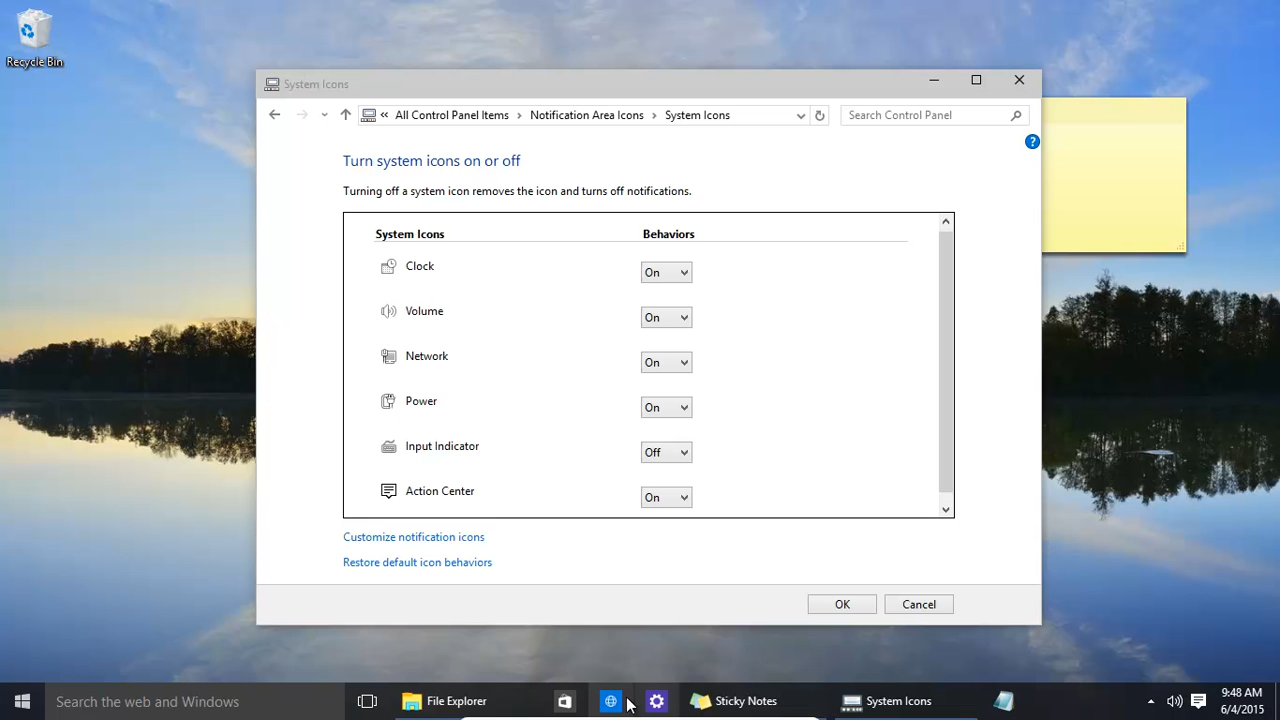 Recycle Bin
System Icons
« All Control Panel Items › Notification Area Icons › System Icons
Search Control Panel
?
Turn system icons on or off
Turning off a system icon removes the icon and turns off notifications.
System Icons Behaviors
Clock On
Volume On
Network On
Power On
Input Indicator Off
Action Center On
Customize notification icons
Restore default icon behaviors
OK Cancel
Search the web and Windows
File Explorer
Sticky Notes
System Icons
9:48 AM
6/4/2015